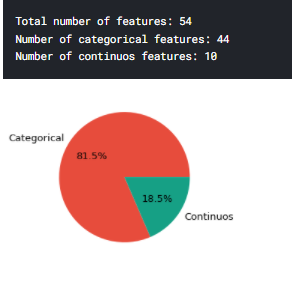 Total number of features: 54
Number of categorical features: 44
Number of continuos features: 10
Categorical
81.5%
18.5%
Continuos